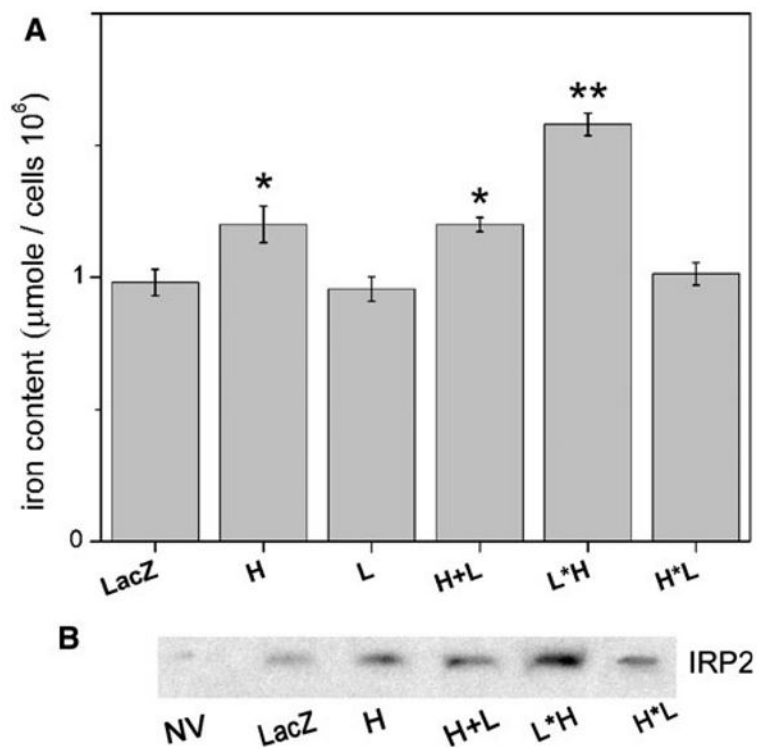 A
iron content (μmole / cells 10⁶)
1
0
*
*
**
LacZ H L H+L L*H H*L
B
IRP2
NV LacZ H H+L L*H H*L